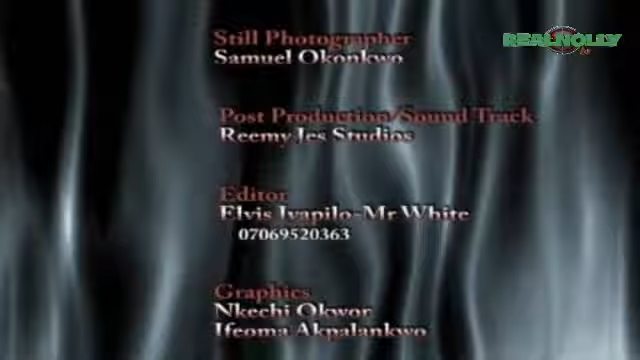 REALNOLLY
Still Photographer
Samuel Okonkwo
Post Production/Sound Track
Reemy Jes Studios
Editor
Elvis Iyapilo-Mr White
07069520363
Graphics
Nkechi Okwor
Ifeoma Akpalankwo